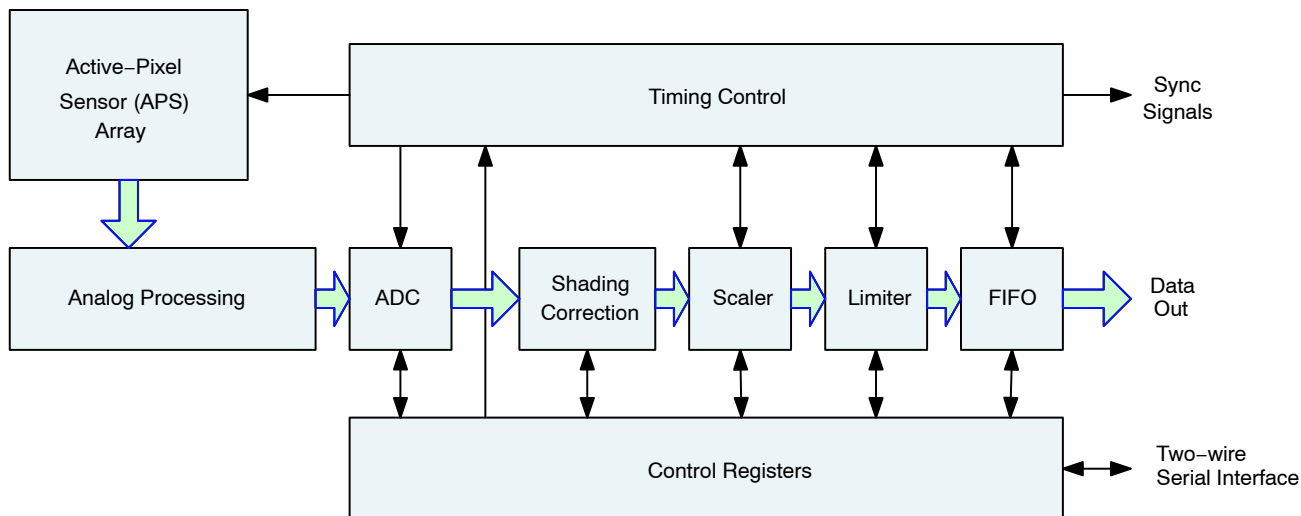 Active−Pixel
Sensor (APS)
Array
Timing Control
Sync
Signals
Analog Processing
ADC
Shading
Correction
Scaler
Limiter
FIFO
Data
Out
Control Registers
Two−wire
Serial Interface